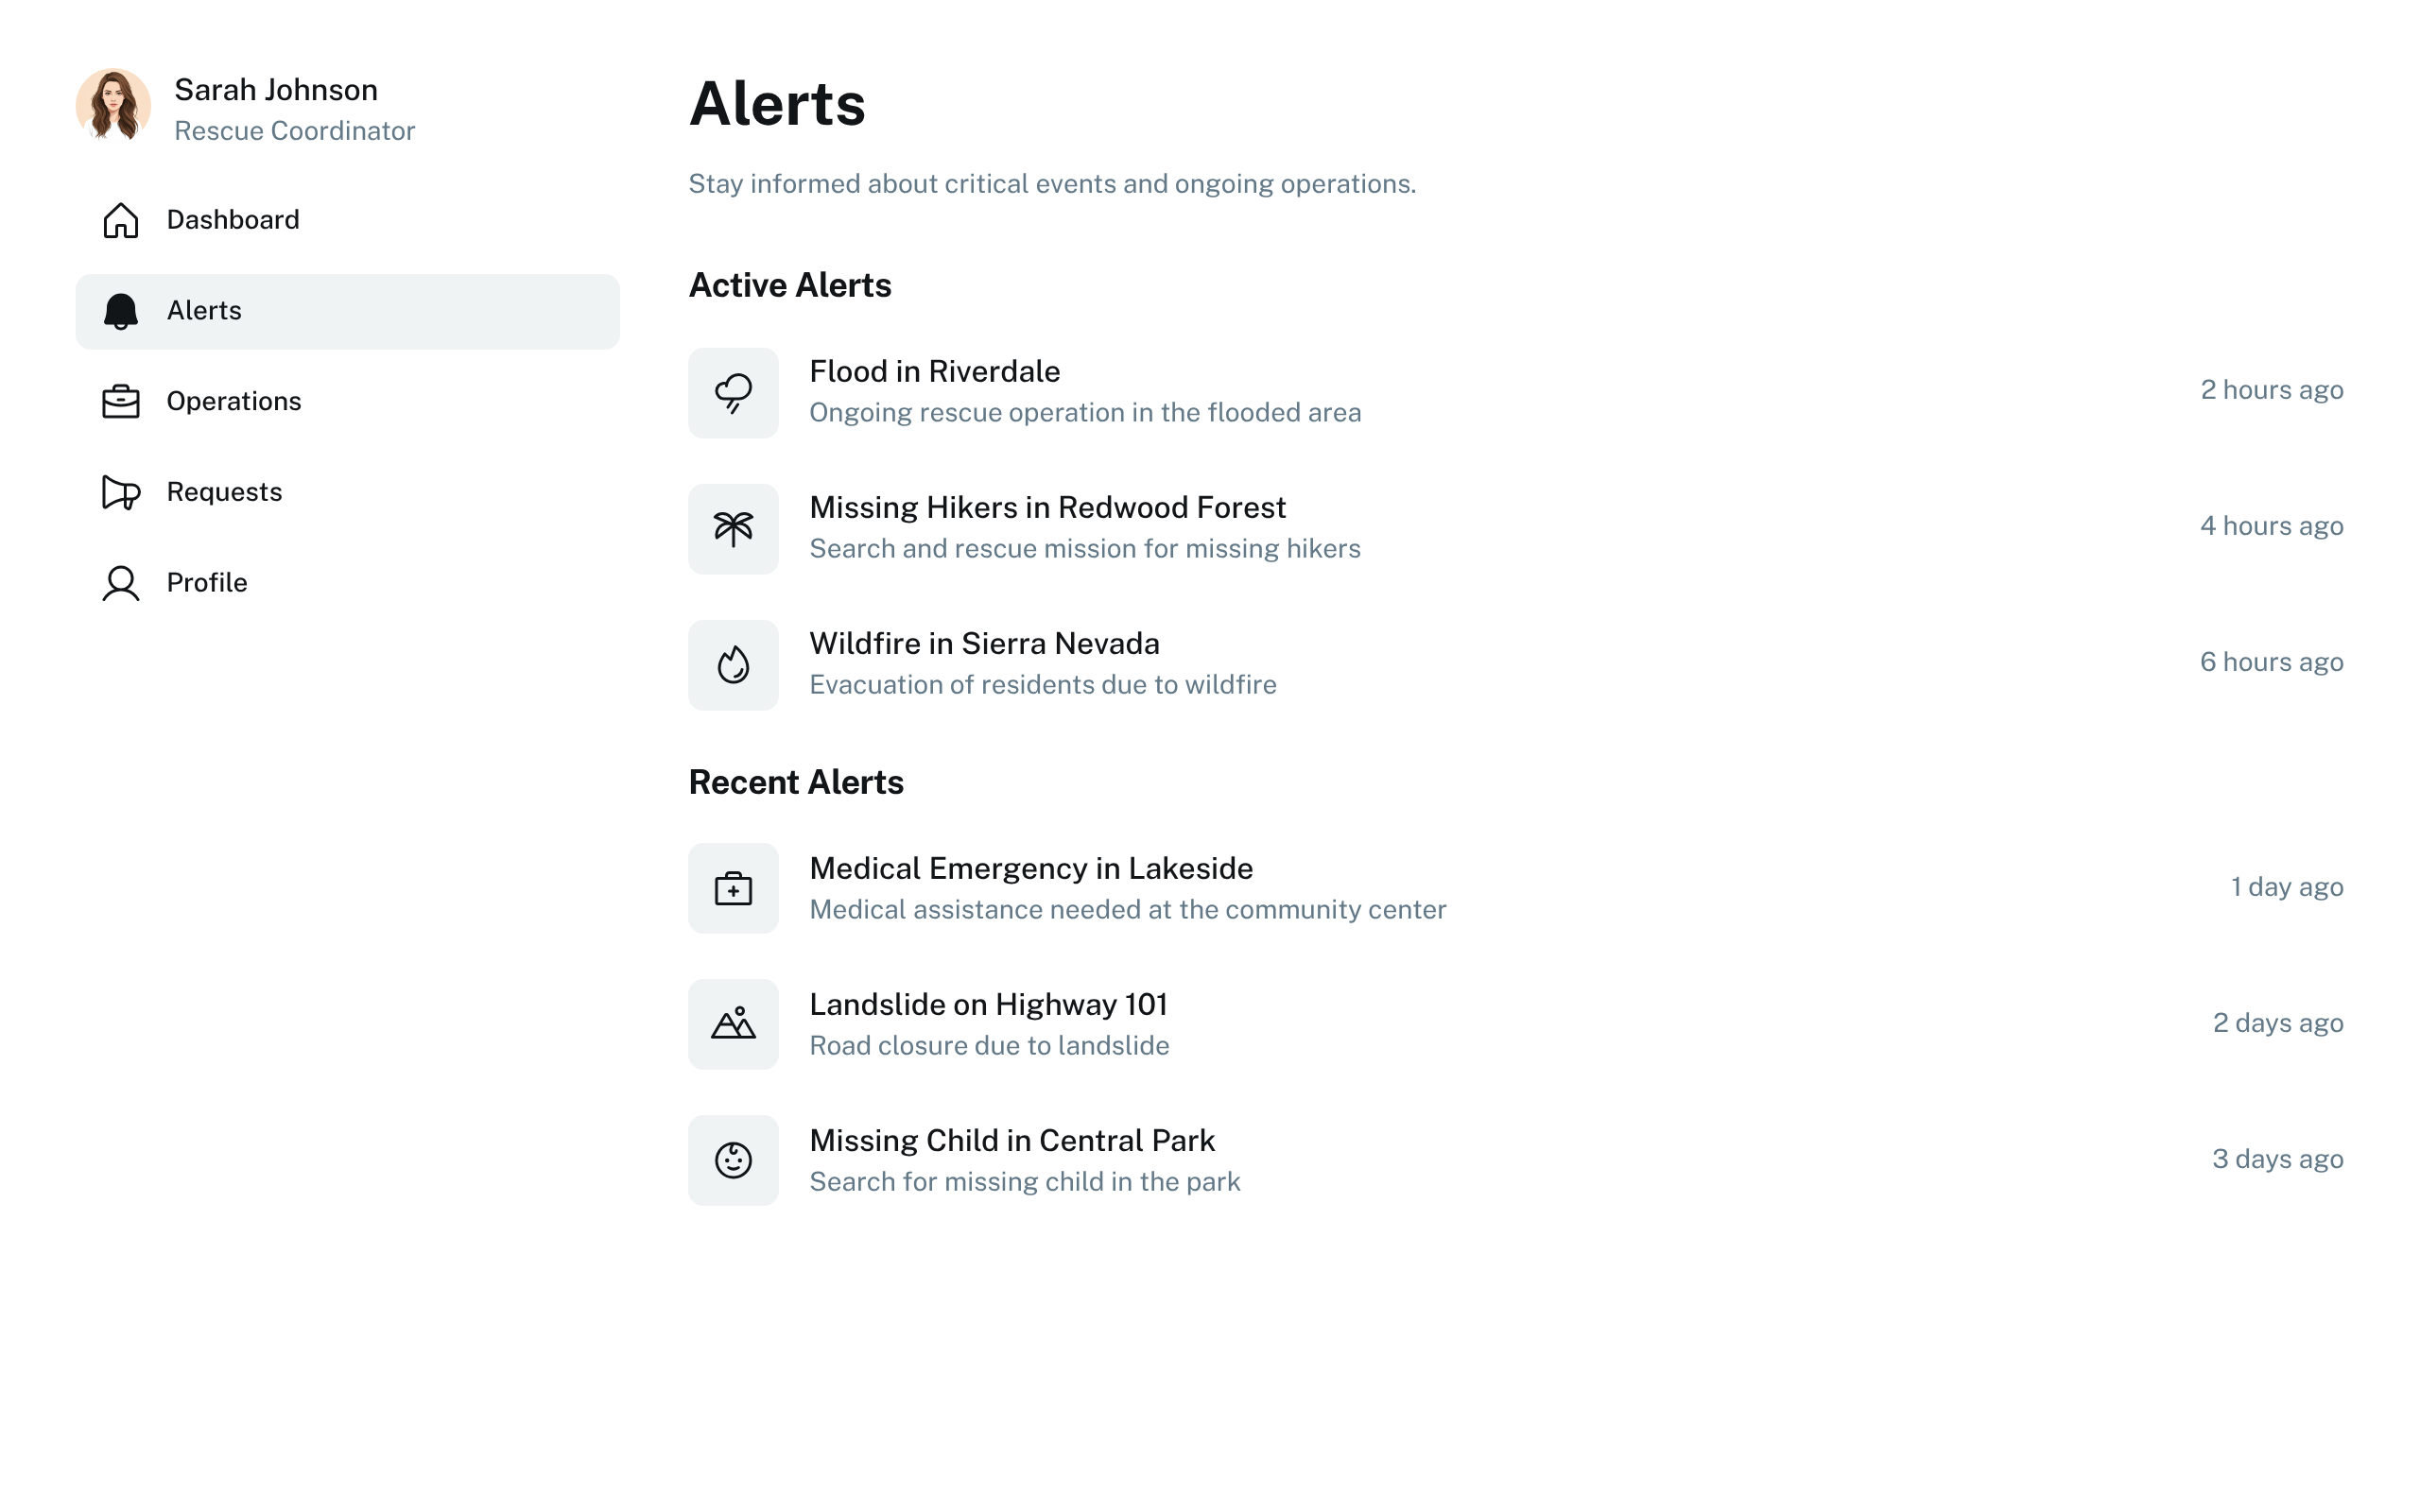 Sarah Johnson
Rescue Coordinator
Dashboard
Alerts
Operations
Requests
Profile
Alerts
Stay informed about critical events and ongoing operations.
Active Alerts
Flood in Riverdale
Ongoing rescue operation in the flooded area
2 hours ago
Missing Hikers in Redwood Forest
Search and rescue mission for missing hikers
4 hours ago
Wildfire in Sierra Nevada
Evacuation of residents due to wildfire
6 hours ago
Recent Alerts
Medical Emergency in Lakeside
Medical assistance needed at the community center
1 day ago
Landslide on Highway 101
Road closure due to landslide
2 days ago
Missing Child in Central Park
Search for missing child in the park
3 days ago